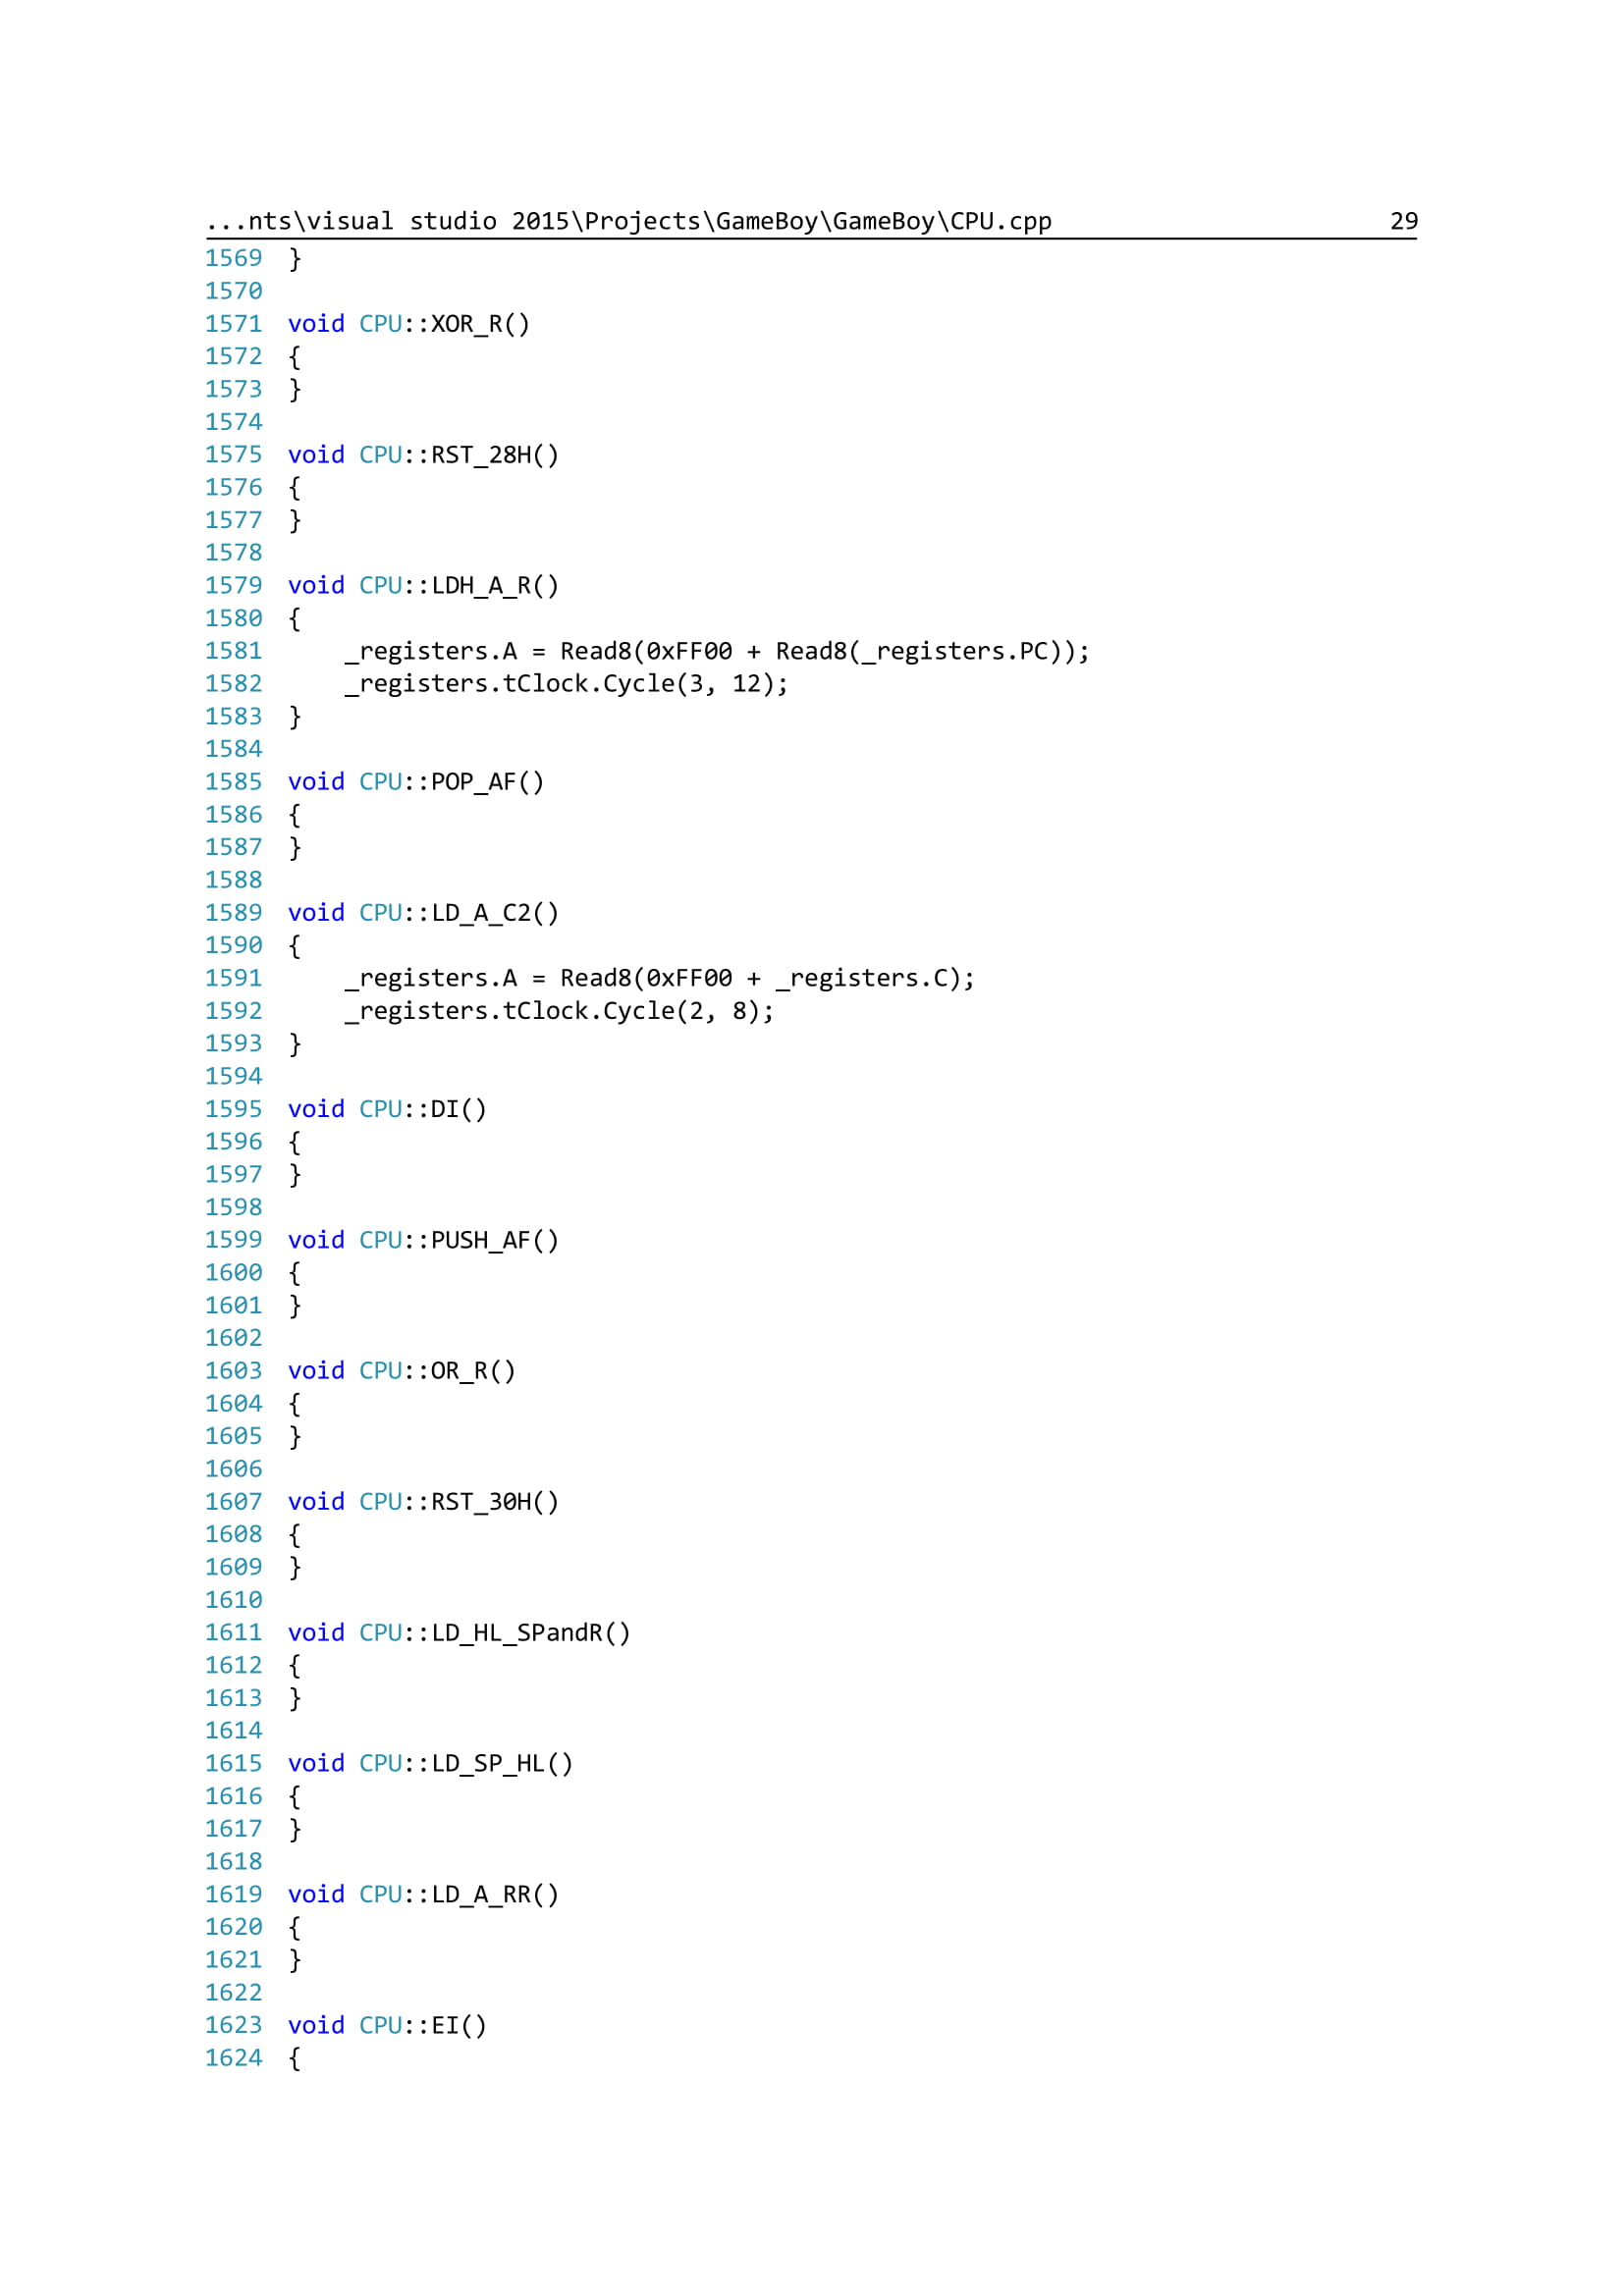 ...nts\visual studio 2015\Projects\GameBoy\GameBoy\CPU.cpp 29
1569 }
1570
1571 void CPU::XOR_R()
1572 {
1573 }
1574
1575 void CPU::RST_28H()
1576 {
1577 }
1578
1579 void CPU::LDH_A_R()
1580 {
1581     _registers.A = Read8(0xFF00 + Read8(_registers.PC));
1582     _registers.tClock.Cycle(3, 12);
1583 }
1584
1585 void CPU::POP_AF()
1586 {
1587 }
1588
1589 void CPU::LD_A_C2()
1590 {
1591     _registers.A = Read8(0xFF00 + _registers.C);
1592     _registers.tClock.Cycle(2, 8);
1593 }
1594
1595 void CPU::DI()
1596 {
1597 }
1598
1599 void CPU::PUSH_AF()
1600 {
1601 }
1602
1603 void CPU::OR_R()
1604 {
1605 }
1606
1607 void CPU::RST_30H()
1608 {
1609 }
1610
1611 void CPU::LD_HL_SPandR()
1612 {
1613 }
1614
1615 void CPU::LD_SP_HL()
1616 {
1617 }
1618
1619 void CPU::LD_A_RR()
1620 {
1621 }
1622
1623 void CPU::EI()
1624 {